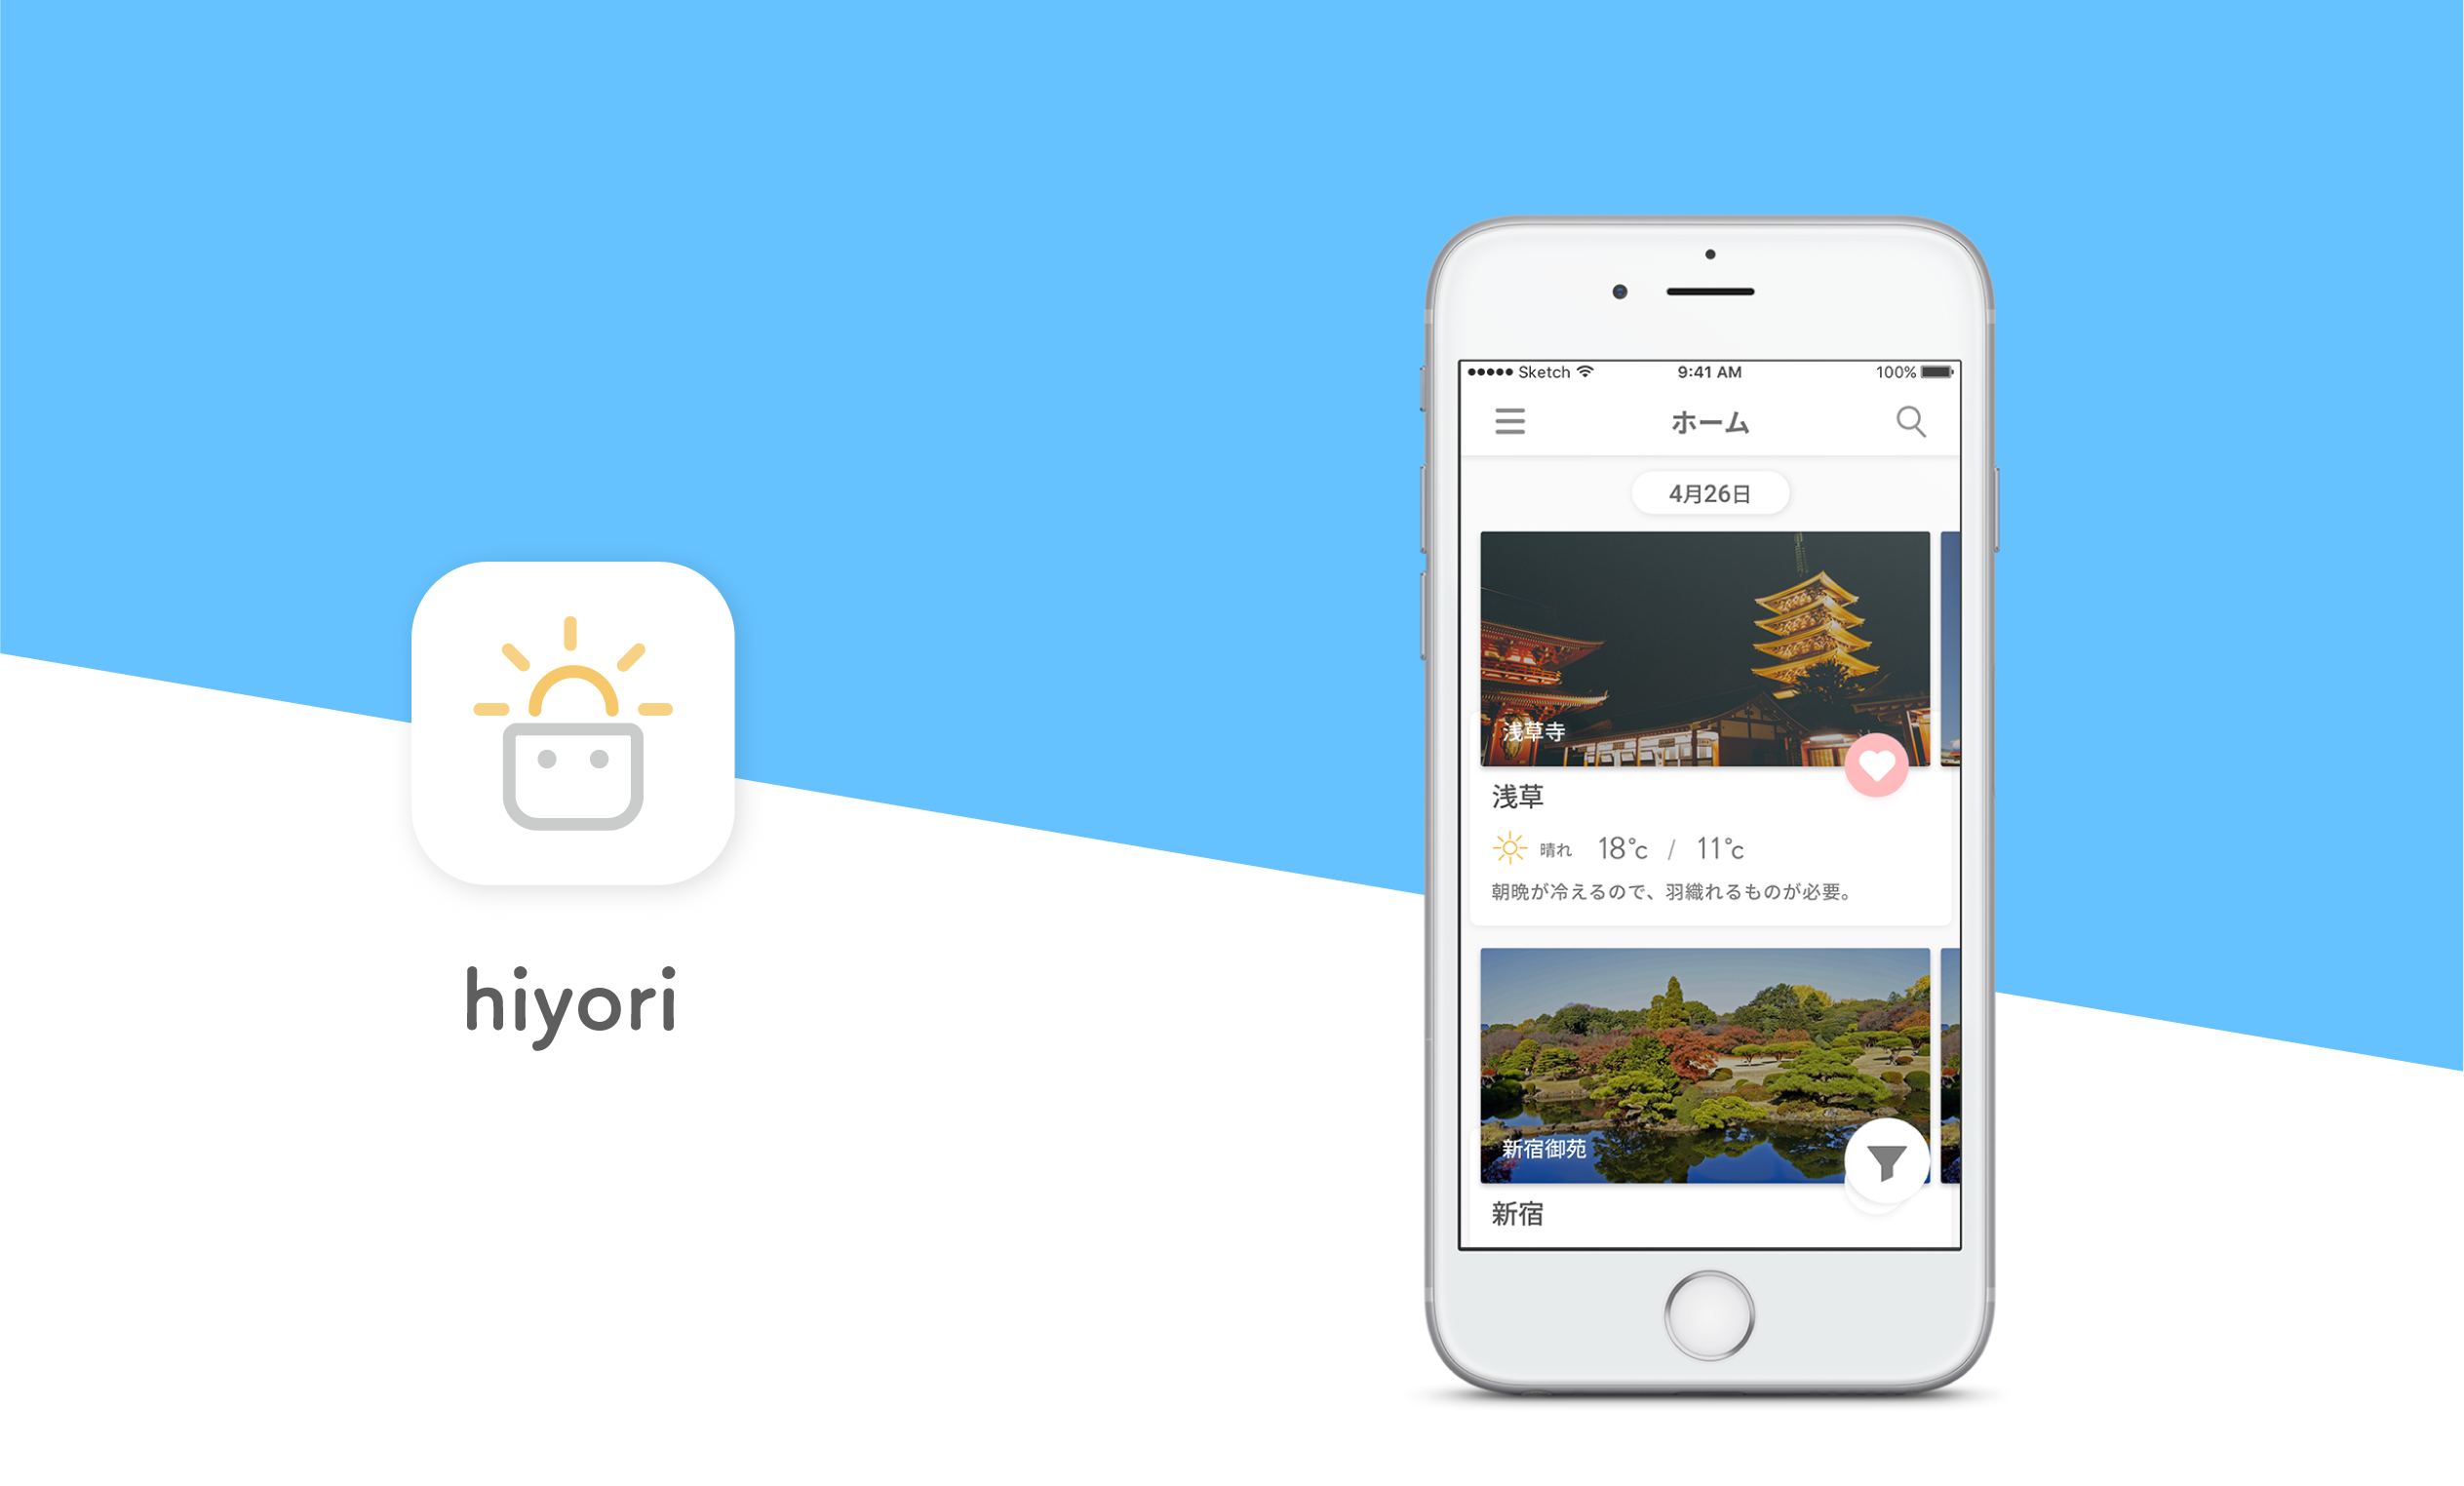 hiyori
Sketch 9:41 AM 100%
ホーム
4月26日
浅草寺
浅草
晴れ 18℃ / 11℃
朝晩が冷えるので、羽織れるものが必要。
新宿御苑
新宿